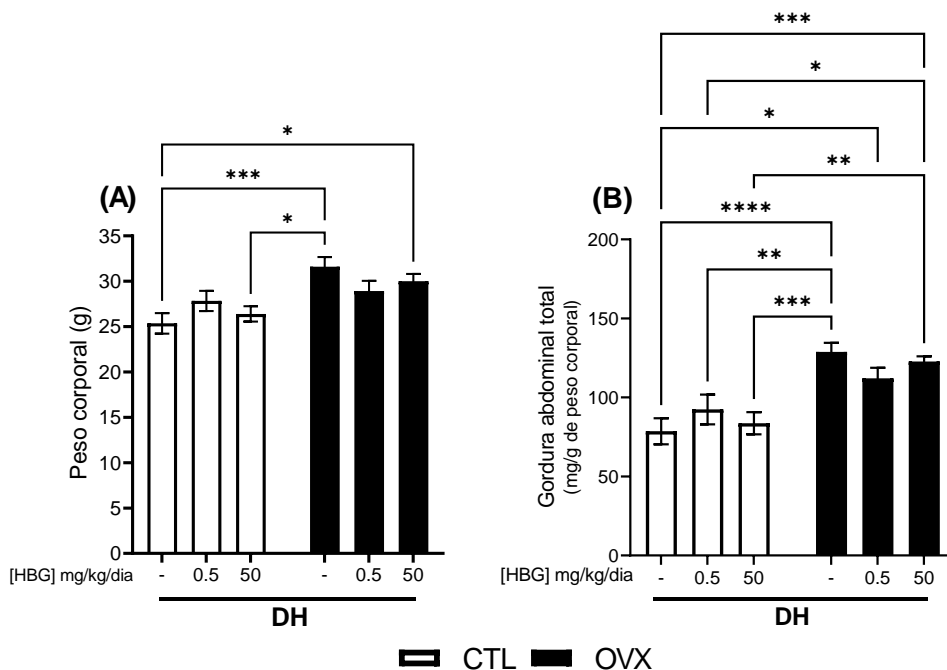 (A)
*
***
*
Peso corporal (g)
35
30
25
20
15
10
5
0
[HBG] mg/kg/dia - 0.5 50 - 0.5 50
DH
(B)
***
*
*
**
****
**
***
Gordura abdominal total
(mg/g de peso corporal)
200
150
100
50
0
[HBG] mg/kg/dia - 0.5 50 - 0.5 50
DH
CTL OVX